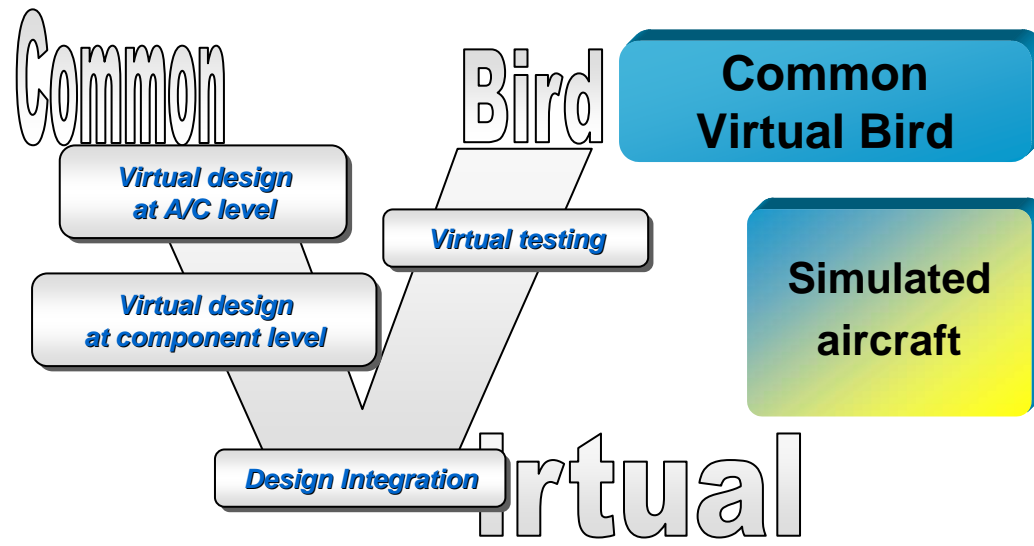 Common
Bird
Common
Virtual Bird
Virtual design
at A/C level
Virtual testing
Simulated
aircraft
Virtual design
at component level
Design Integration
irtual